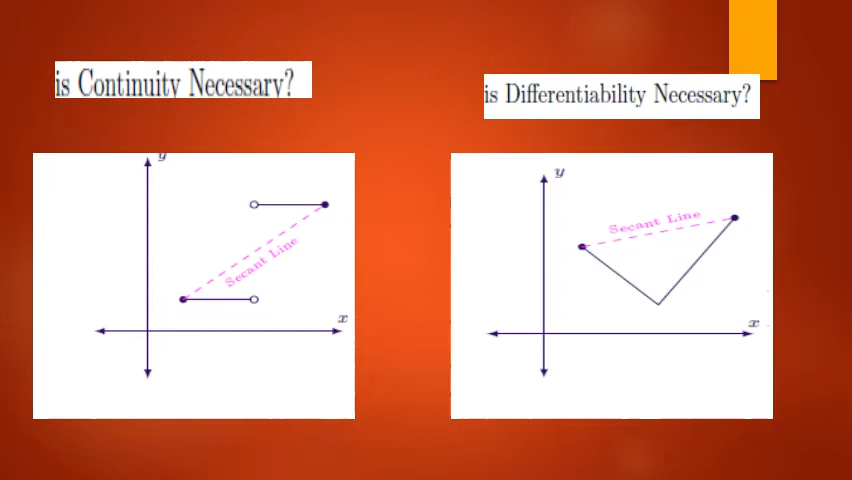 is Continuity Necessary?
is Differentiability Necessary?
y
Secant Line
x
y
Secant Line
x